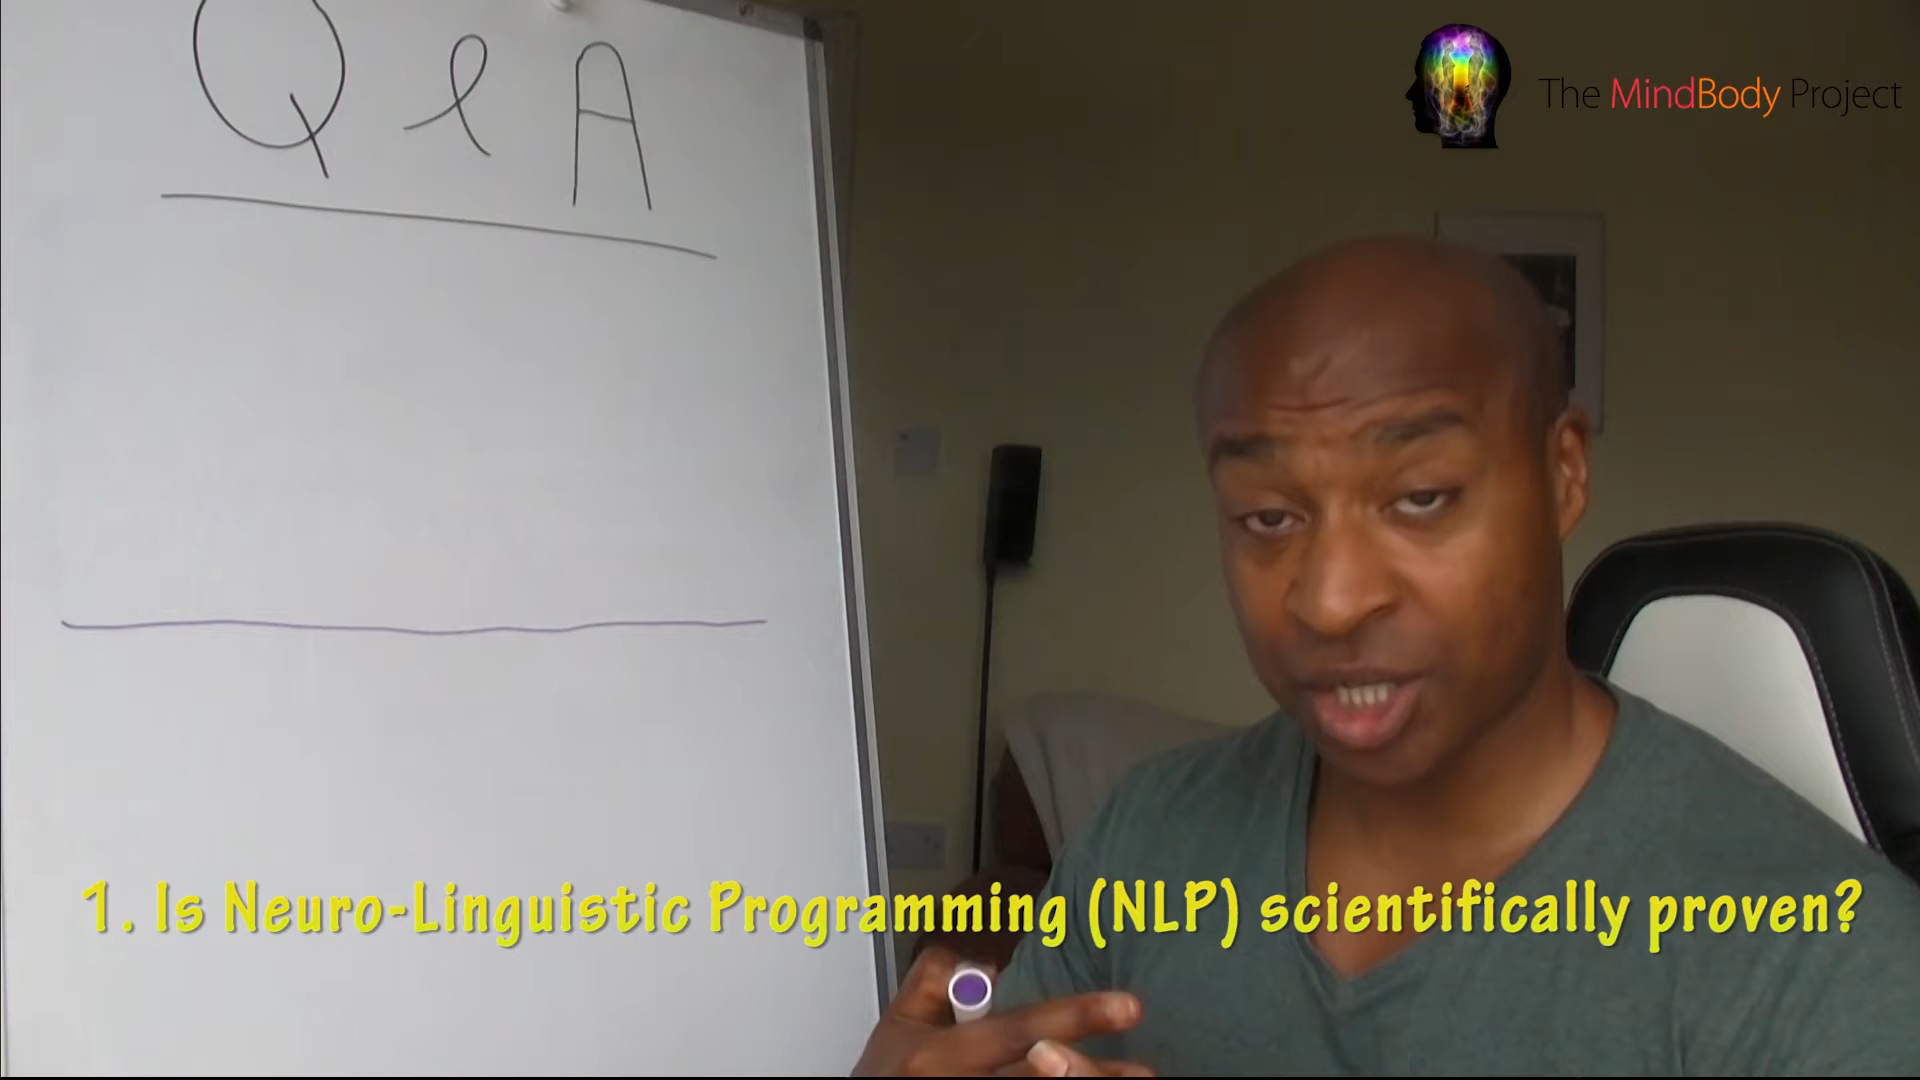 Q & A
The MindBody Project
1. Is Neuro-Linguistic Programming (NLP) scientifically proven?